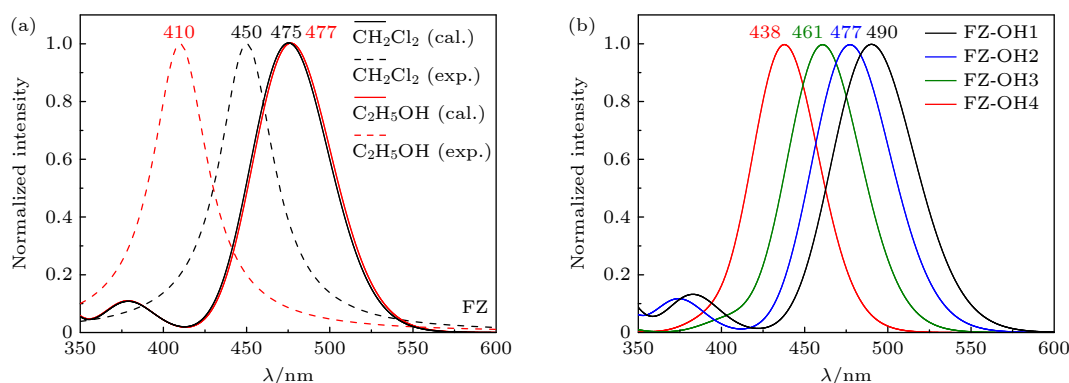 (a)
410 450 475 477
CH₂Cl₂ (cal.)
CH₂Cl₂ (exp.)
C₂H₅OH (cal.)
C₂H₅OH (exp.)
FZ
Normalized intensity
1.0
0.8
0.6
0.4
0.2
0
350 400 450 500 550 600
λ/nm
(b)
438 461 477 490
FZ-OH1
FZ-OH2
FZ-OH3
FZ-OH4
Normalized intensity
1.0
0.8
0.6
0.4
0.2
0
350 400 450 500 550 600
λ/nm